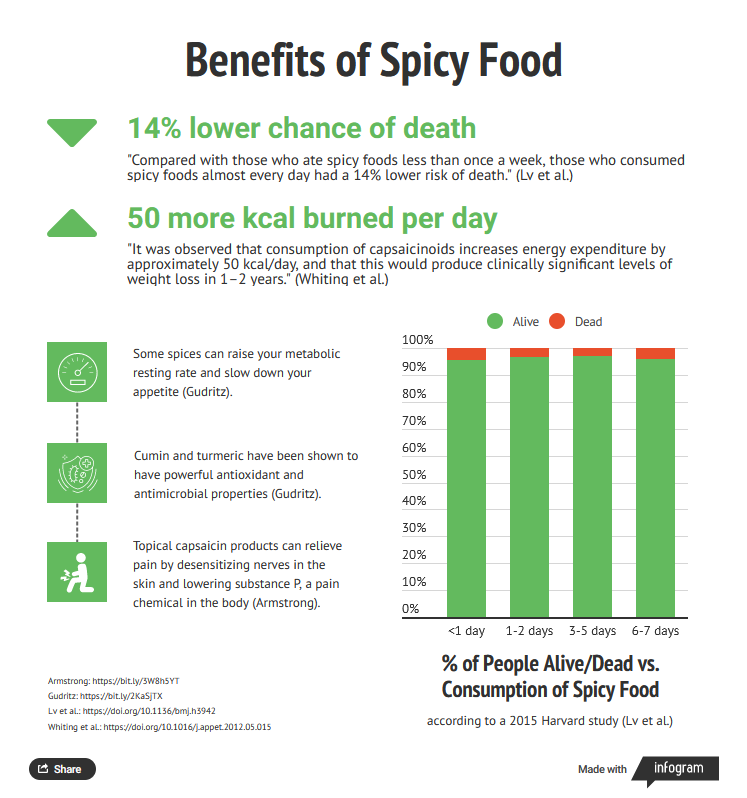 Benefits of Spicy Food
14% lower chance of death
"Compared with those who ate spicy foods less than once a week, those who consumed
spicy foods almost every day had a 14% lower risk of death." (Lv et al.)
50 more kcal burned per day
"It was observed that consumption of capsaicinoids increases energy expenditure by
approximately 50 kcal/day, and that this would produce clinically significant levels of
weight loss in 1–2 years." (Whiting et al.)
Some spices can raise your metabolic
resting rate and slow down your
appetite (Gudritz).
Cumin and turmeric have been shown to
have powerful antioxidant and
antimicrobial properties (Gudritz).
Topical capsaicin products can relieve
pain by desensitizing nerves in the
skin and lowering substance P, a pain
chemical in the body (Armstrong).
Alive Dead
100%
90%
80%
70%
60%
50%
40%
30%
20%
10%
0%
<1 day 1-2 days 3-5 days 6-7 days
% of People Alive/Dead vs.
Consumption of Spicy Food
according to a 2015 Harvard study (Lv et al.)
Armstrong: https://bit.ly/3W8h5YT
Gudritz: https://bit.ly/2KaSjTX
Lv et al.: https://doi.org/10.1136/bmj.h3942
Whiting et al.: https://doi.org/10.1016/j.appet.2012.05.015
Share
Made with infogram